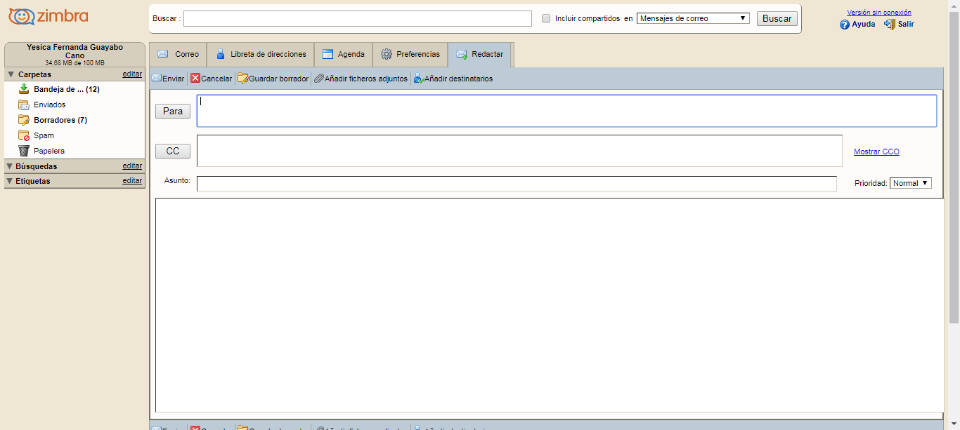 zimbra
Buscar :
Incluir compartidos en Mensajes de correo Buscar
Versión sin conexión
Ayuda Salir
Yesica Fernanda Guayabo
Cano
34.68 MB de 100 MB
Carpetas editar
Bandeja de ... (12)
Enviados
Borradores (7)
Spam
Papelera
Búsquedas editar
Etiquetas editar
Correo Libreta de direcciones Agenda Preferencias Redactar
Enviar Cancelar Guardar borrador Añadir ficheros adjuntos Añadir destinatarios
Para
CC Mostrar CCO
Asunto: Prioridad: Normal